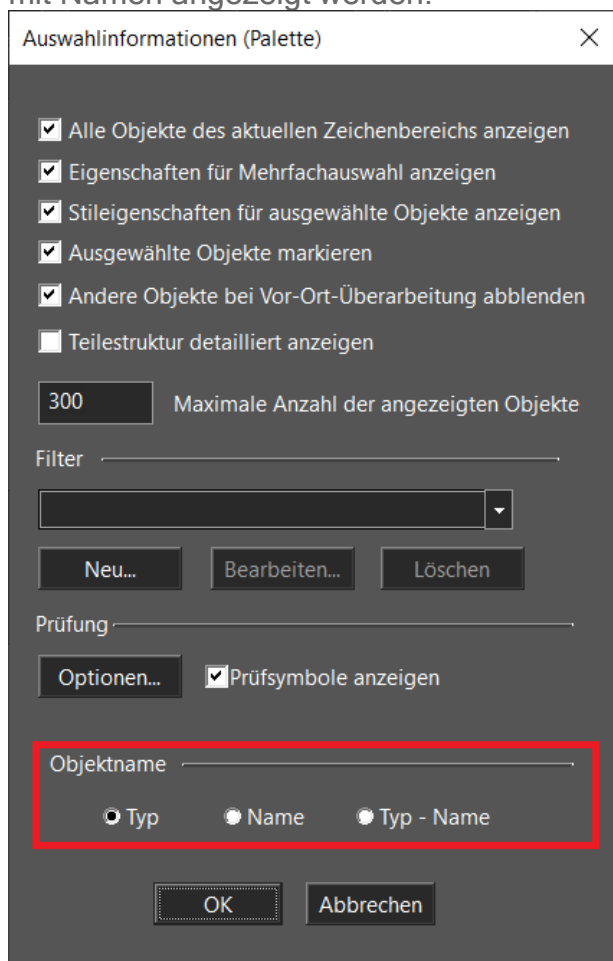 mit Namen angezeigt werden.
Auswahlinformationen (Palette)
Alle Objekte des aktuellen Zeichenbereichs anzeigen
Eigenschaften für Mehrfachauswahl anzeigen
Stileigenschaften für ausgewählte Objekte anzeigen
Ausgewählte Objekte markieren
Andere Objekte bei Vor-Ort-Überarbeitung abblenden
Teilestruktur detailliert anzeigen
300 Maximale Anzahl der angezeigten Objekte
Filter
Neu... Bearbeiten... Löschen
Prüfung
Optionen... Prüfsymbole anzeigen
Objektname
Typ Name Typ - Name
OK Abbrechen